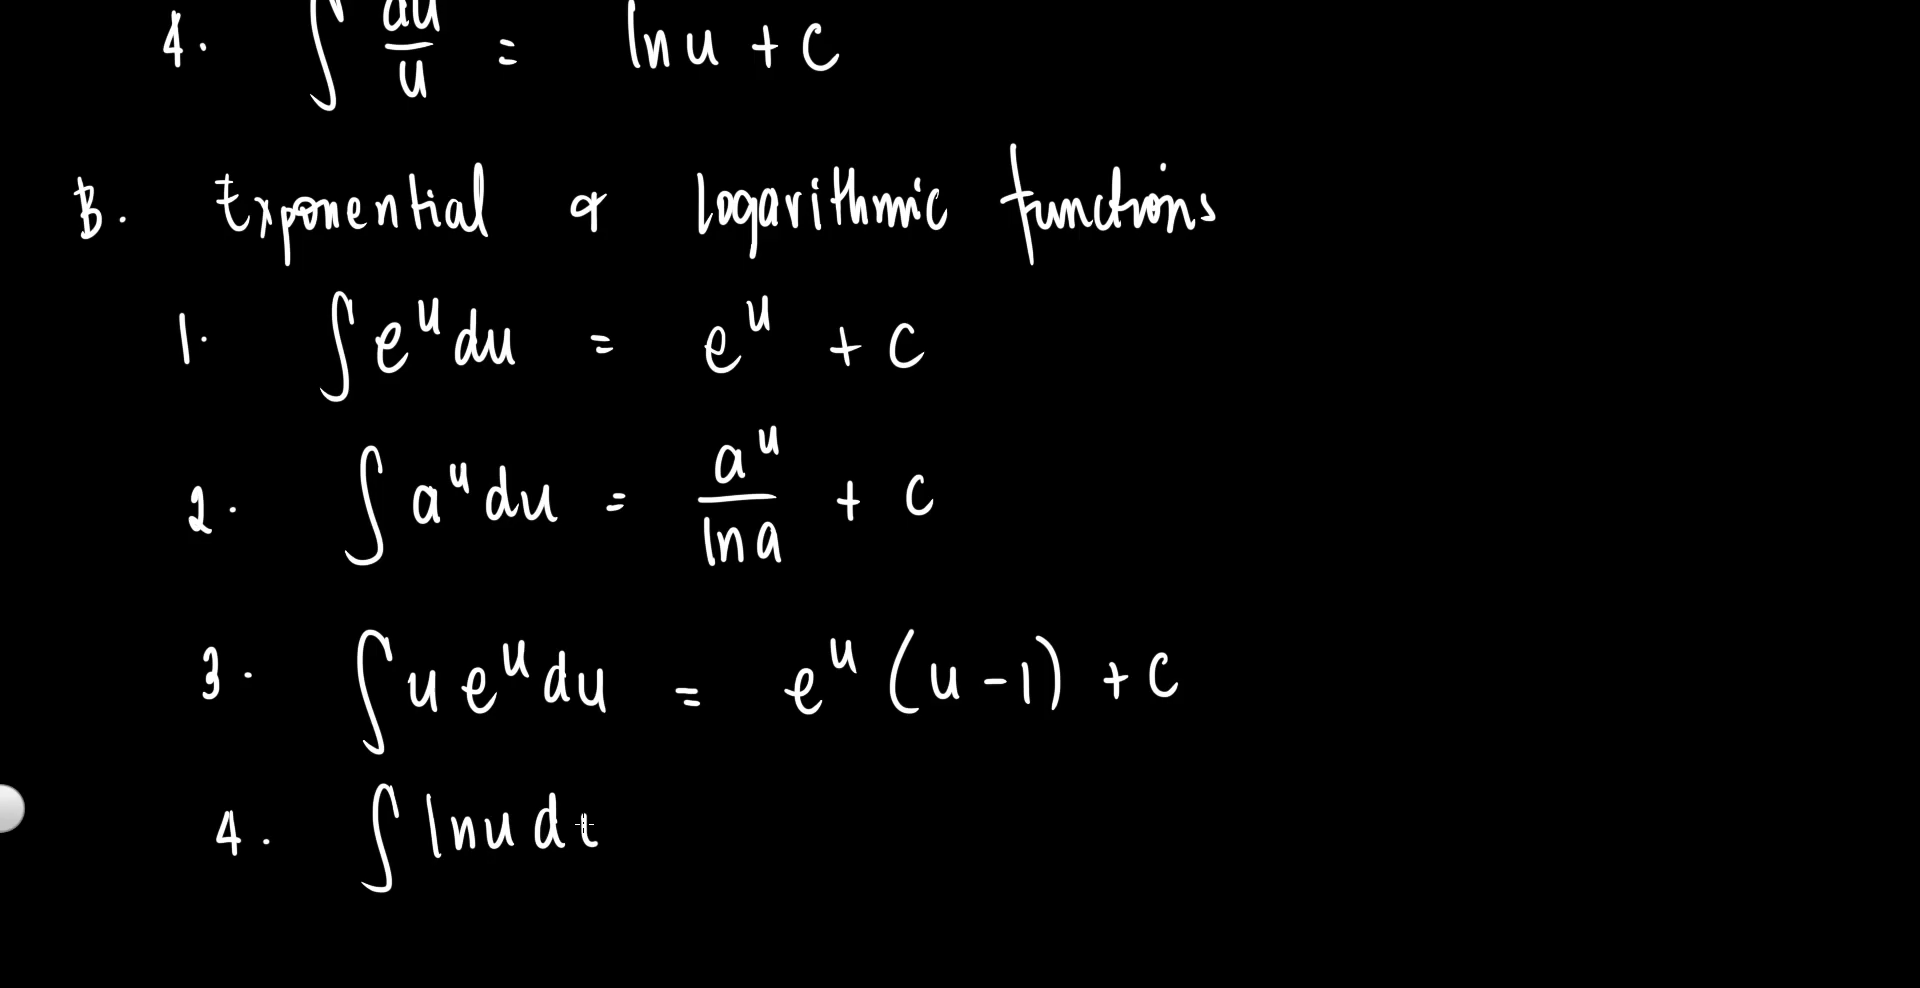 4. ∫ du/u = ln u + c
B. Exponential & logarithmic functions
1. ∫ e^u du = e^u + c
2. ∫ a^u du = a^u/ln a + c
3. ∫ u e^u du = e^u (u - 1) + c
4. ∫ ln u d